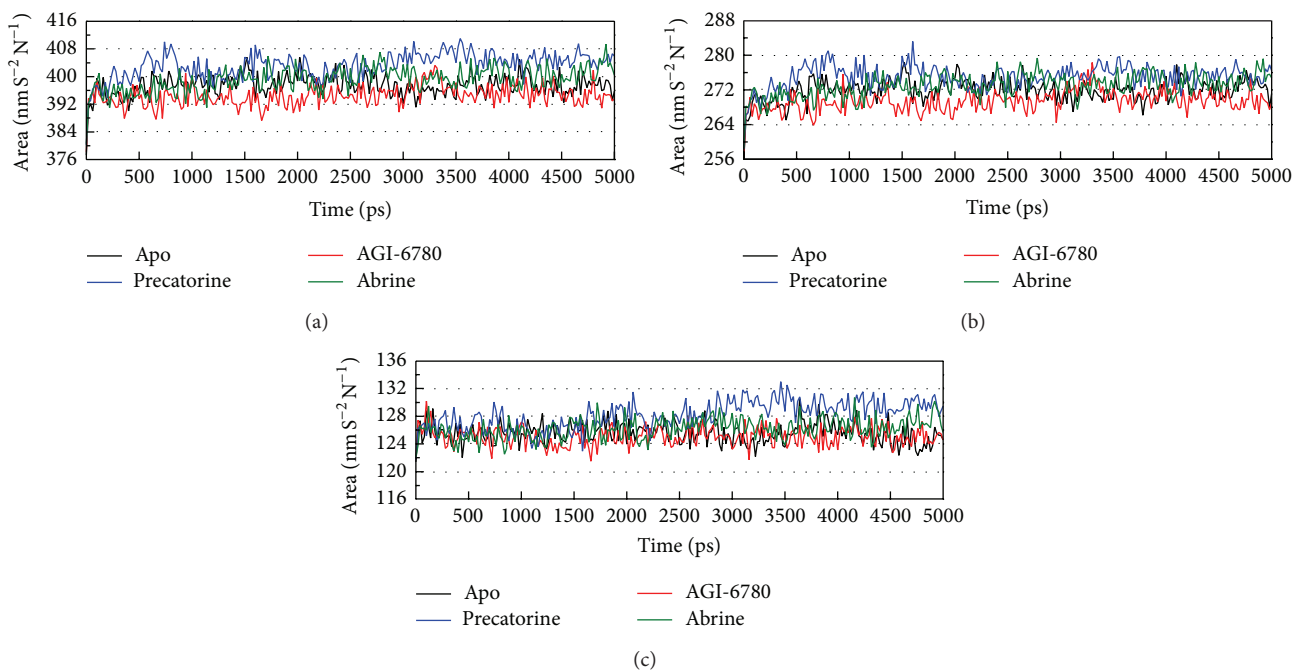 416
408
400
392
384
376
Area (nm S⁻² N⁻¹)
0 500 1000 1500 2000 2500 3000 3500 4000 4500 5000
Time (ps)
Apo AGI-6780
Precatorine Abrine
(a)
288
280
272
264
256
Area (nm S⁻² N⁻¹)
0 500 1000 1500 2000 2500 3000 3500 4000 4500 5000
Time (ps)
Apo AGI-6780
Precatorine Abrine
(b)
136
132
128
124
120
116
Area (nm S⁻² N⁻¹)
0 500 1000 1500 2000 2500 3000 3500 4000 4500 5000
Time (ps)
Apo AGI-6780
Precatorine Abrine
(c)